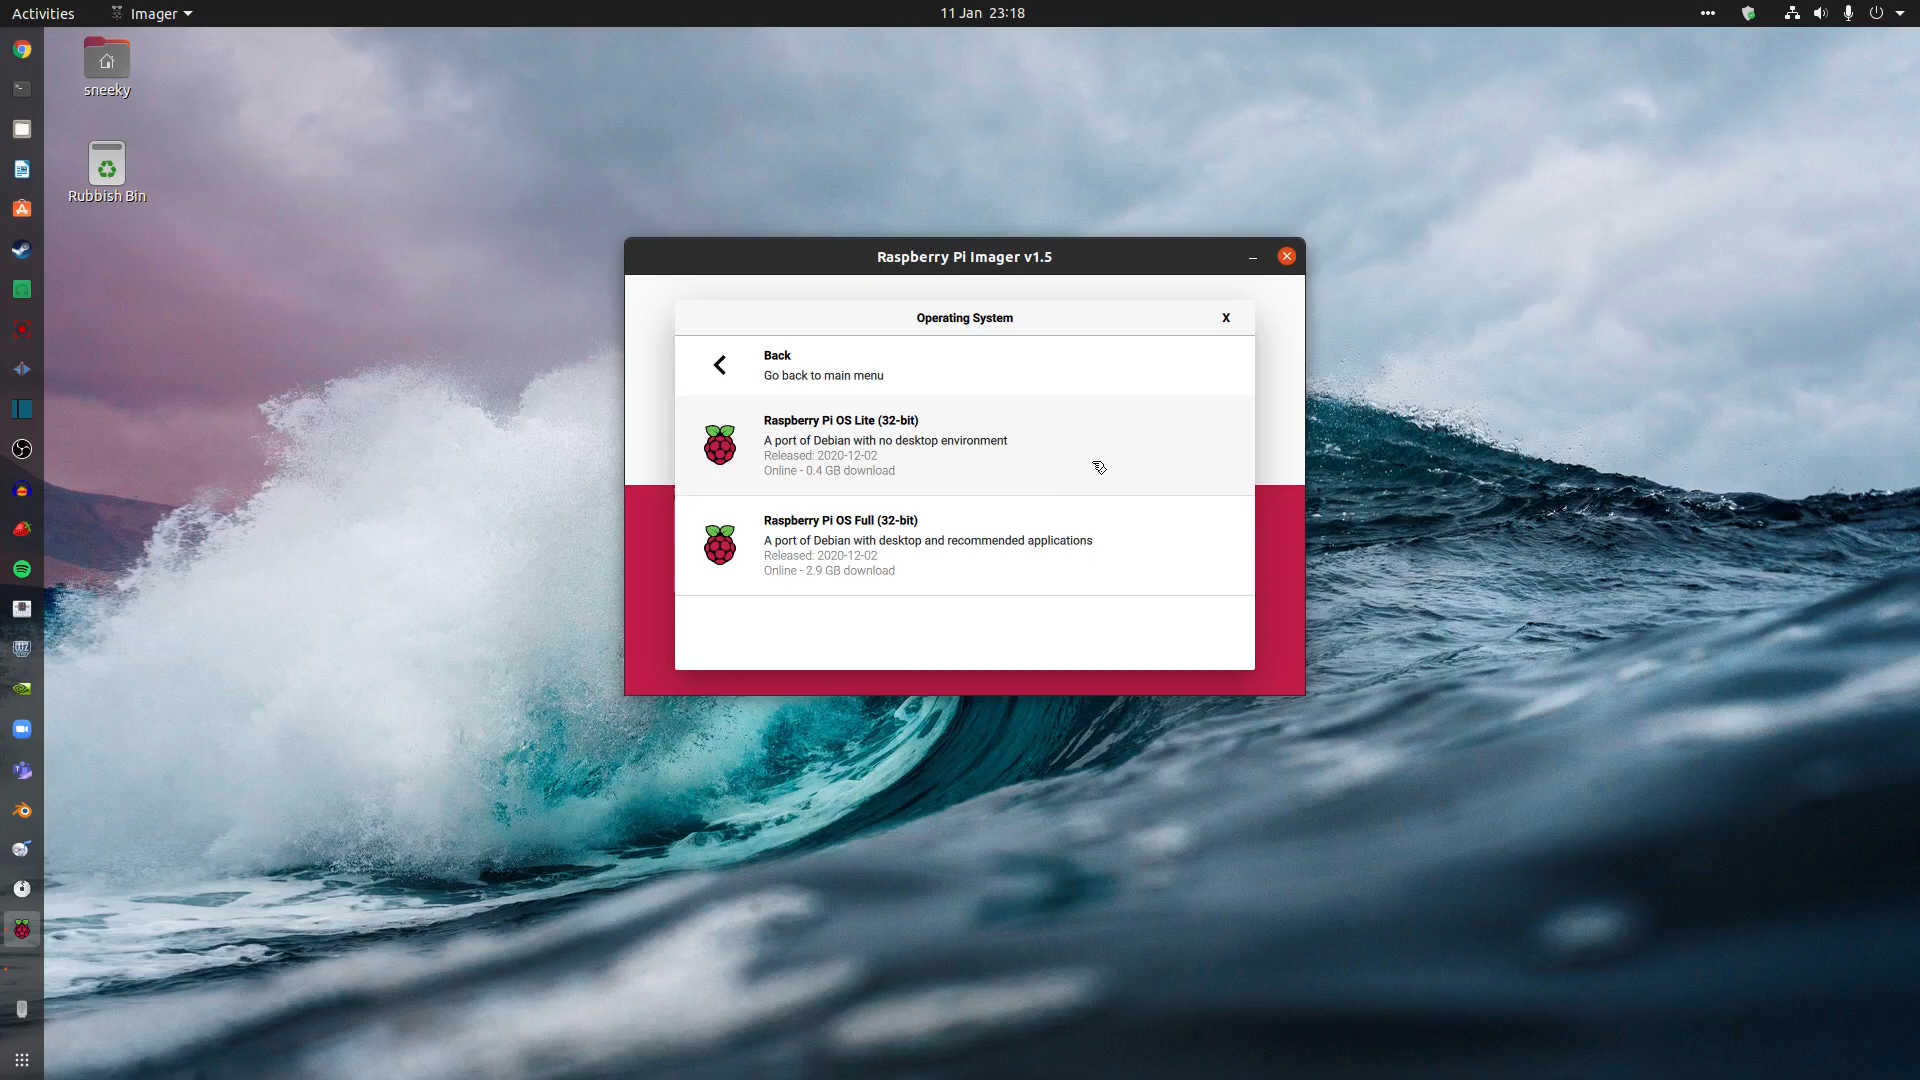 Activities
Imager
11 Jan 23:18
sneeky
Rubbish Bin
Raspberry Pi Imager v1.5
Operating System
X
Back
Go back to main menu
Raspberry Pi OS Lite (32-bit)
A port of Debian with no desktop environment
Released: 2020-12-02
Online - 0.4 GB download
Raspberry Pi OS Full (32-bit)
A port of Debian with desktop and recommended applications
Released: 2020-12-02
Online - 2.9 GB download